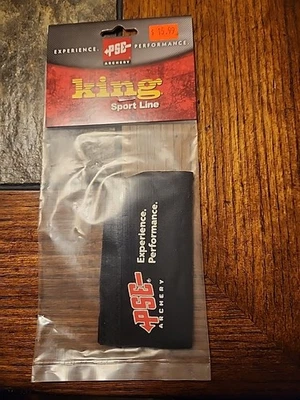 EXPERIENCE. PSE PERFORMANCE.
ARCHERY
king
Sport Line
Experience.
Performance.
PSE
ARCHERY